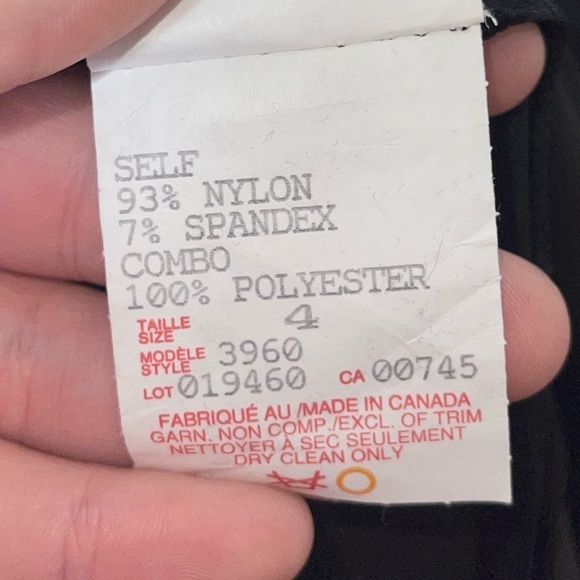 SELF
93% NYLON
7% SPANDEX
COMBO
100% POLYESTER
TAILLE
SIZE 4
MODÈLE
STYLE 3960
LOT 019460 CA 00745
FABRIQUÉ AU /MADE IN CANADA
GARN. NON COMP./EXCL. OF TRIM
NETTOYER À SEC SEULEMENT
DRY CLEAN ONLY